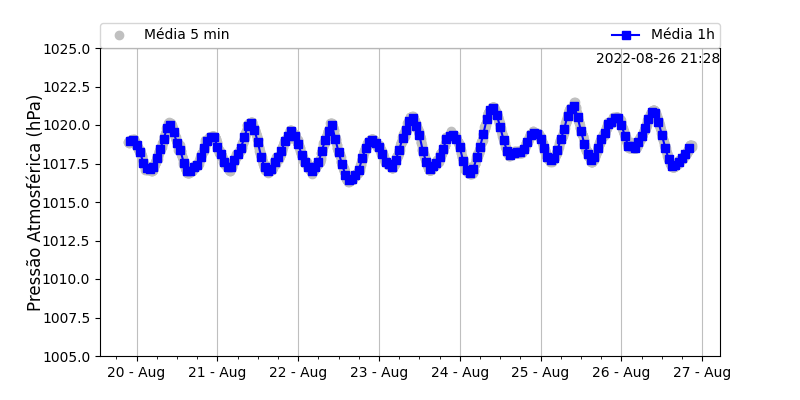 Média 5 min
Média 1h
2022-08-26 21:28
Pressão Atmosférica (hPa)
1025.0
1022.5
1020.0
1017.5
1015.0
1012.5
1010.0
1007.5
1005.0
20 - Aug
21 - Aug
22 - Aug
23 - Aug
24 - Aug
25 - Aug
26 - Aug
27 - Aug